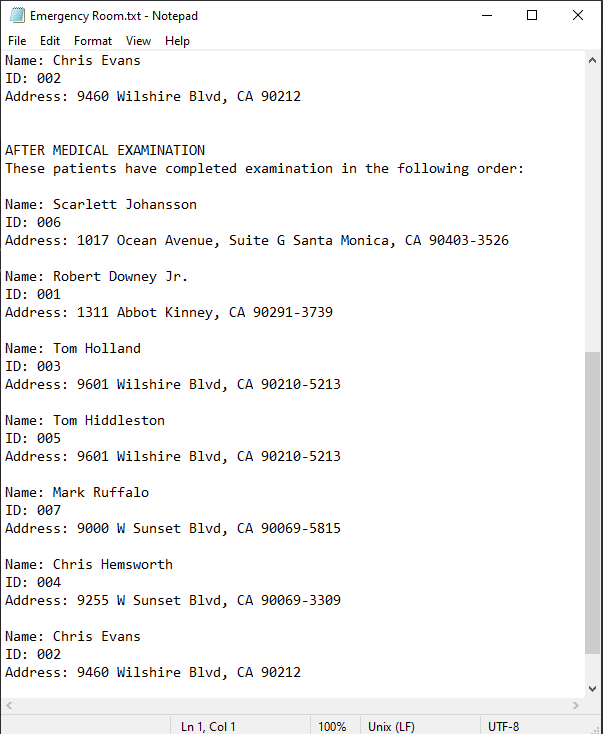 Emergency Room.txt - Notepad
File Edit Format View Help
Name: Chris Evans
ID: 002
Address: 9460 Wilshire Blvd, CA 90212
AFTER MEDICAL EXAMINATION
These patients have completed examination in the following order:
Name: Scarlett Johansson
ID: 006
Address: 1017 Ocean Avenue, Suite G Santa Monica, CA 90403-3526
Name: Robert Downey Jr.
ID: 001
Address: 1311 Abbot Kinney, CA 90291-3739
Name: Tom Holland
ID: 003
Address: 9601 Wilshire Blvd, CA 90210-5213
Name: Tom Hiddleston
ID: 005
Address: 9601 Wilshire Blvd, CA 90210-5213
Name: Mark Ruffalo
ID: 007
Address: 9000 W Sunset Blvd, CA 90069-5815
Name: Chris Hemsworth
ID: 004
Address: 9255 W Sunset Blvd, CA 90069-3309
Name: Chris Evans
ID: 002
Address: 9460 Wilshire Blvd, CA 90212
Ln 1, Col 1 100% Unix (LF) UTF-8